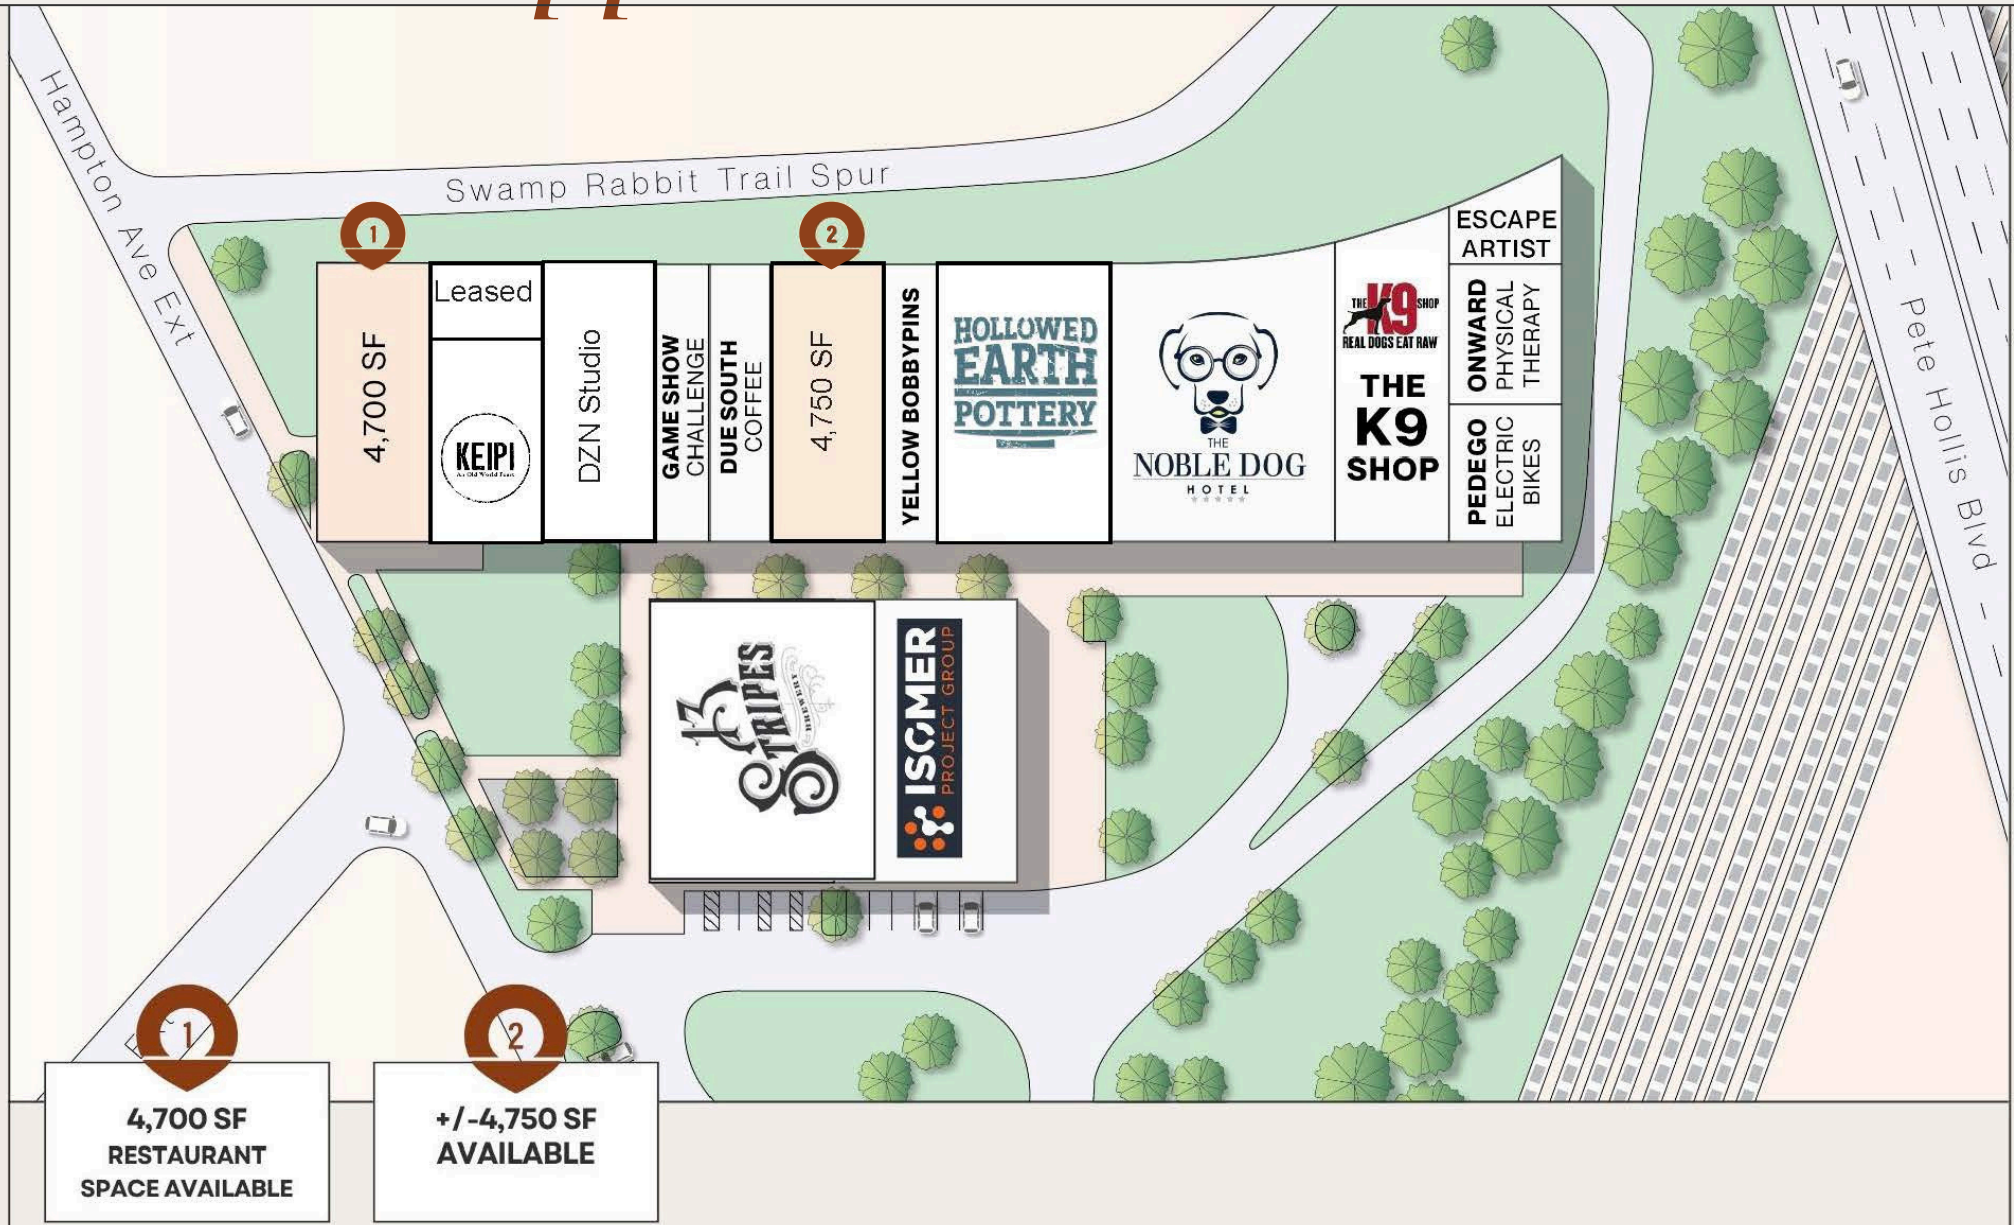 Hampton Ave Ext
Swamp Rabbit Trail Spur
Pete Hollis Blvd
1
2
4,700 SF
Leased
KEIPI
DZN Studio
GAME SHOW
CHALLENGE
DUE SOUTH
COFFEE
4,750 SF
YELLOW BOBBYPINS
HOLLOWED
EARTH
POTTERY
THE
NOBLE DOG
HOTEL
THE K9 SHOP
REAL DOGS EAT RAW
THE
K9
SHOP
ESCAPE
ARTIST
ONWARD
PHYSICAL
THERAPY
PEDEGO
ELECTRIC
BIKES
13
STRIPES
BREWERY
ISOMER
PROJECT GROUP
1
4,700 SF
RESTAURANT
SPACE AVAILABLE
2
+/-4,750 SF
AVAILABLE